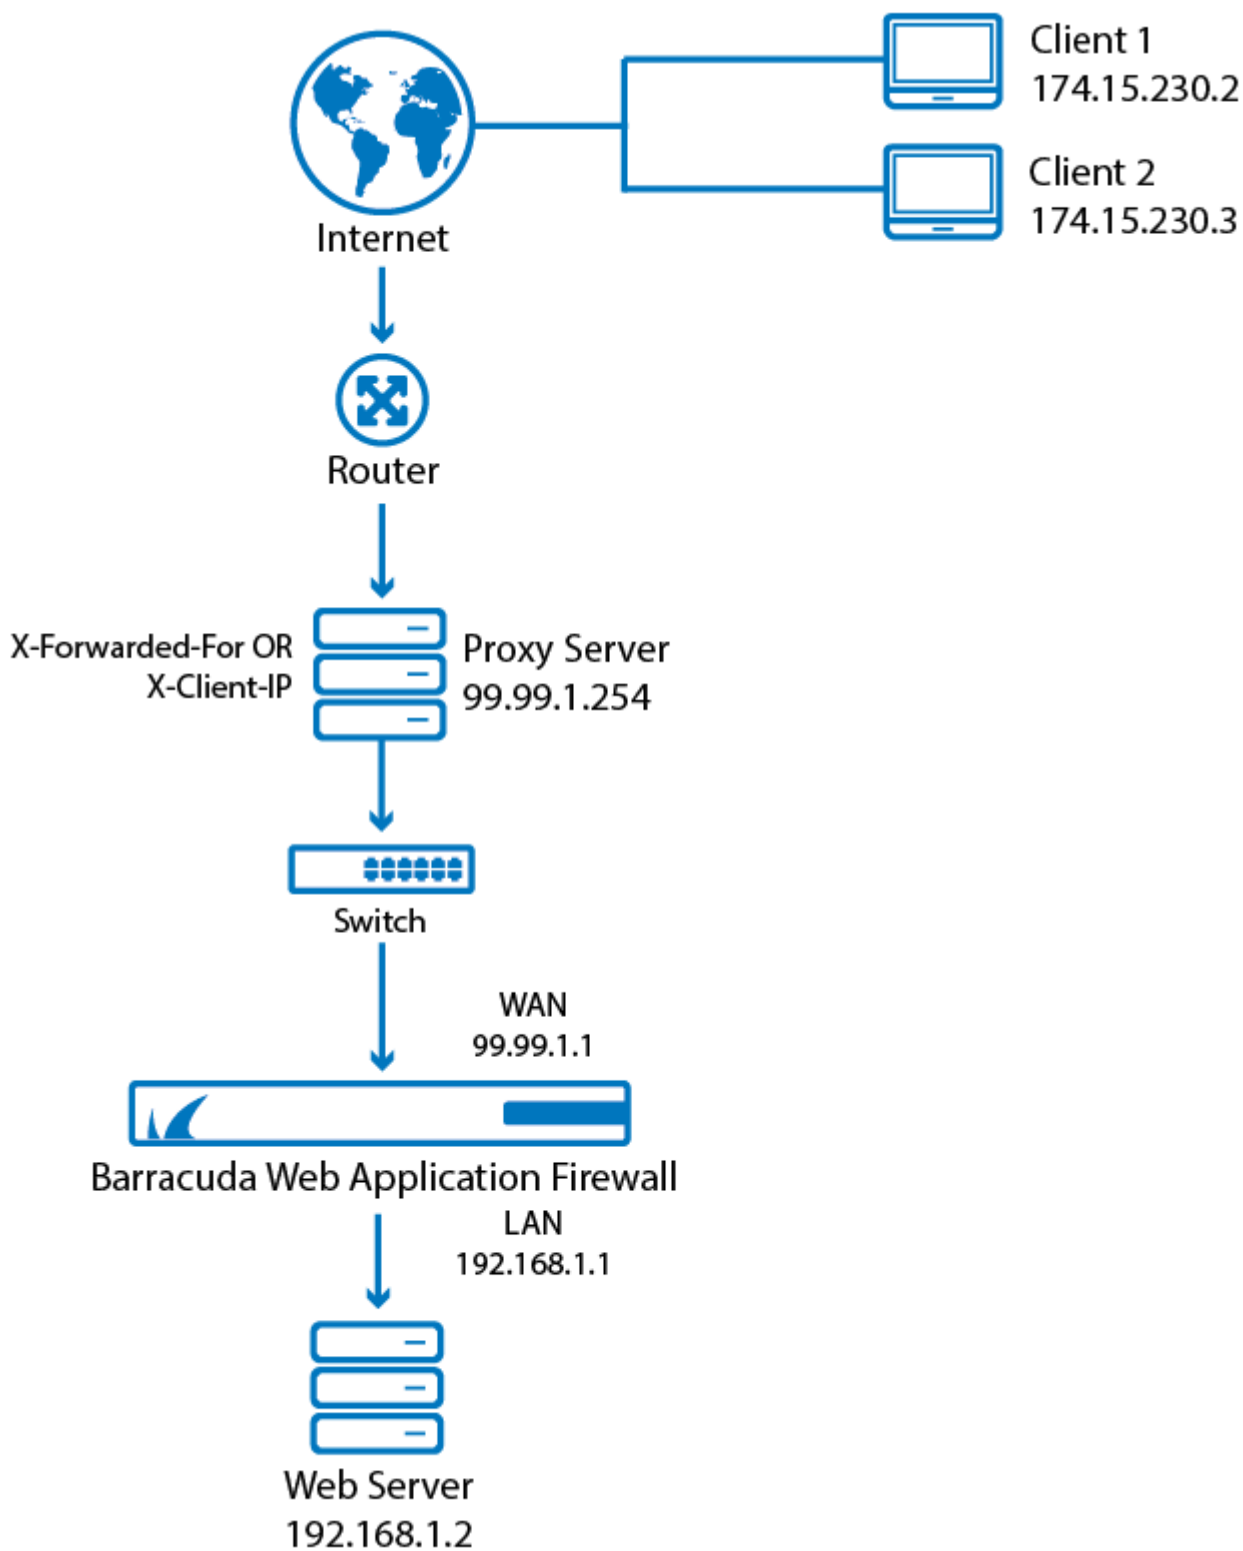 Client 1
174.15.230.2
Client 2
174.15.230.3
Internet
Router
X-Forwarded-For OR
X-Client-IP
Proxy Server
99.99.1.254
Switch
WAN
99.99.1.1
Barracuda Web Application Firewall
LAN
192.168.1.1
Web Server
192.168.1.2